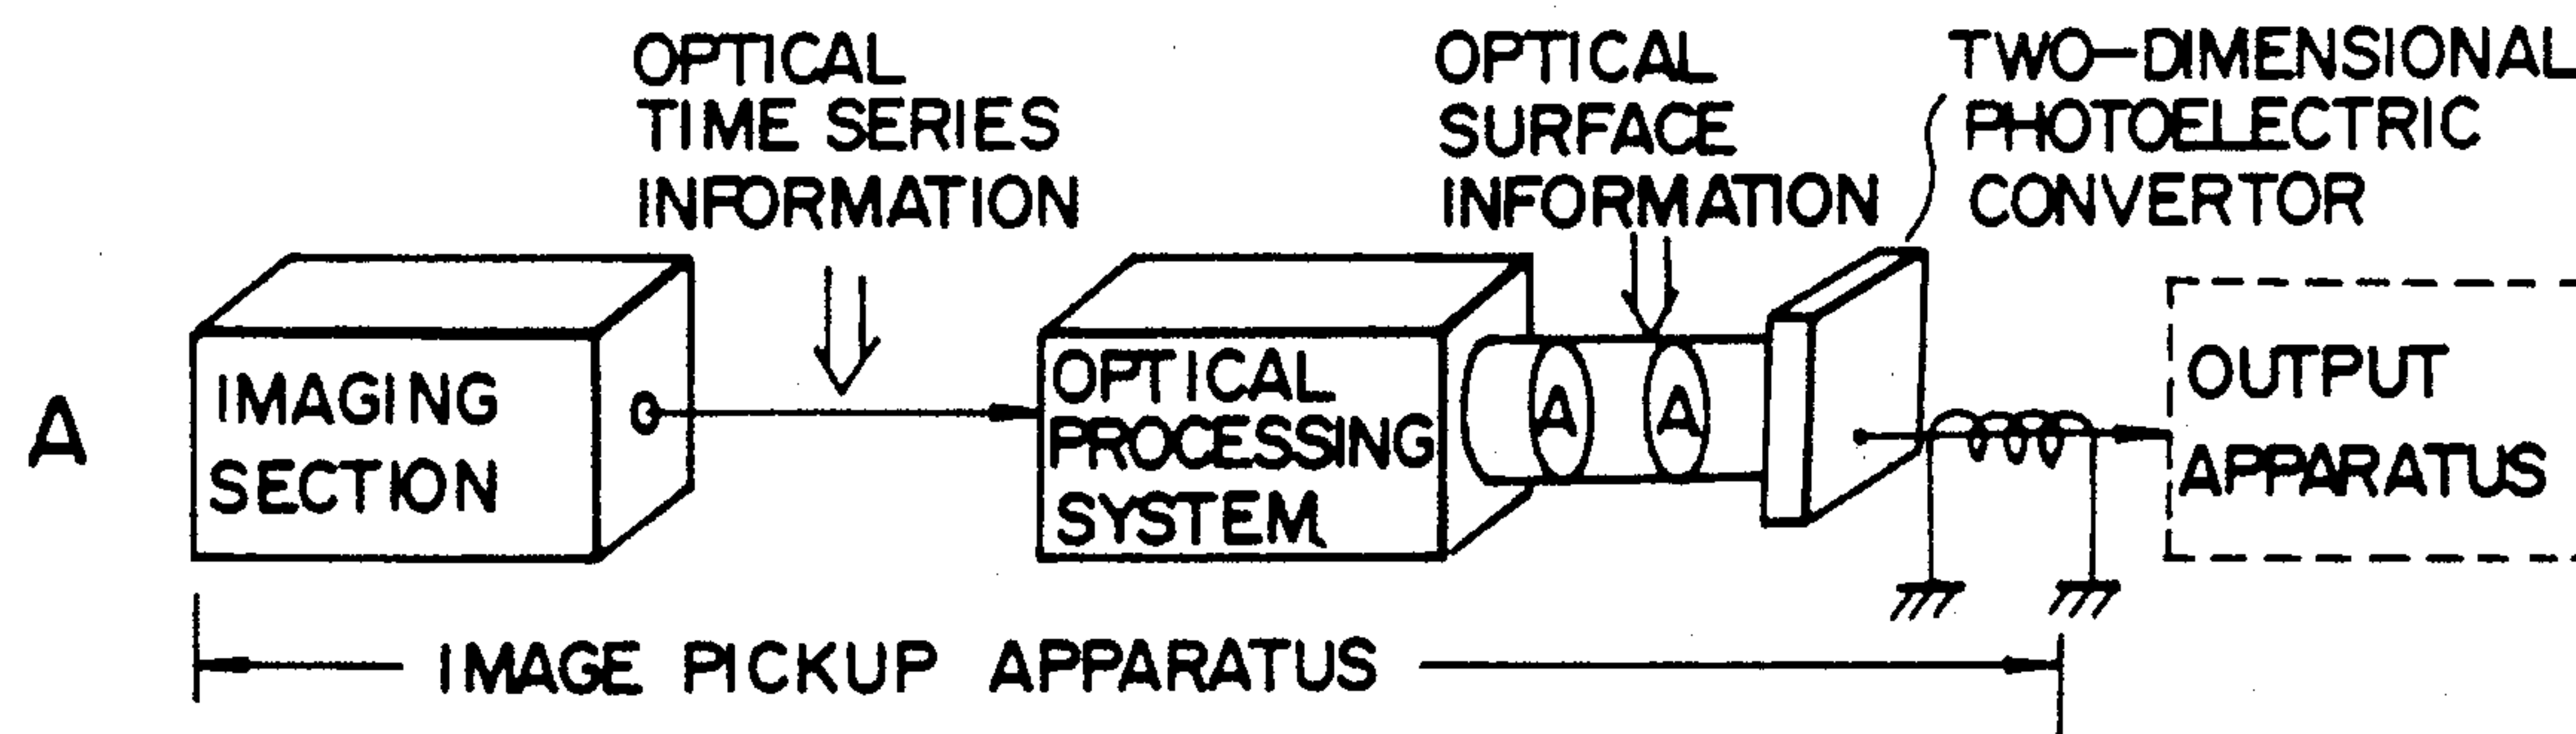 OPTICAL
TIME SERIES
INFORMATION
OPTICAL
SURFACE
INFORMATION
TWO-DIMENSIONAL
PHOTOELECTRIC
CONVERTOR
A
IMAGING
SECTION
OPTICAL
PROCESSING
SYSTEM
A A
OUTPUT
APPARATUS
IMAGE PICKUP APPARATUS